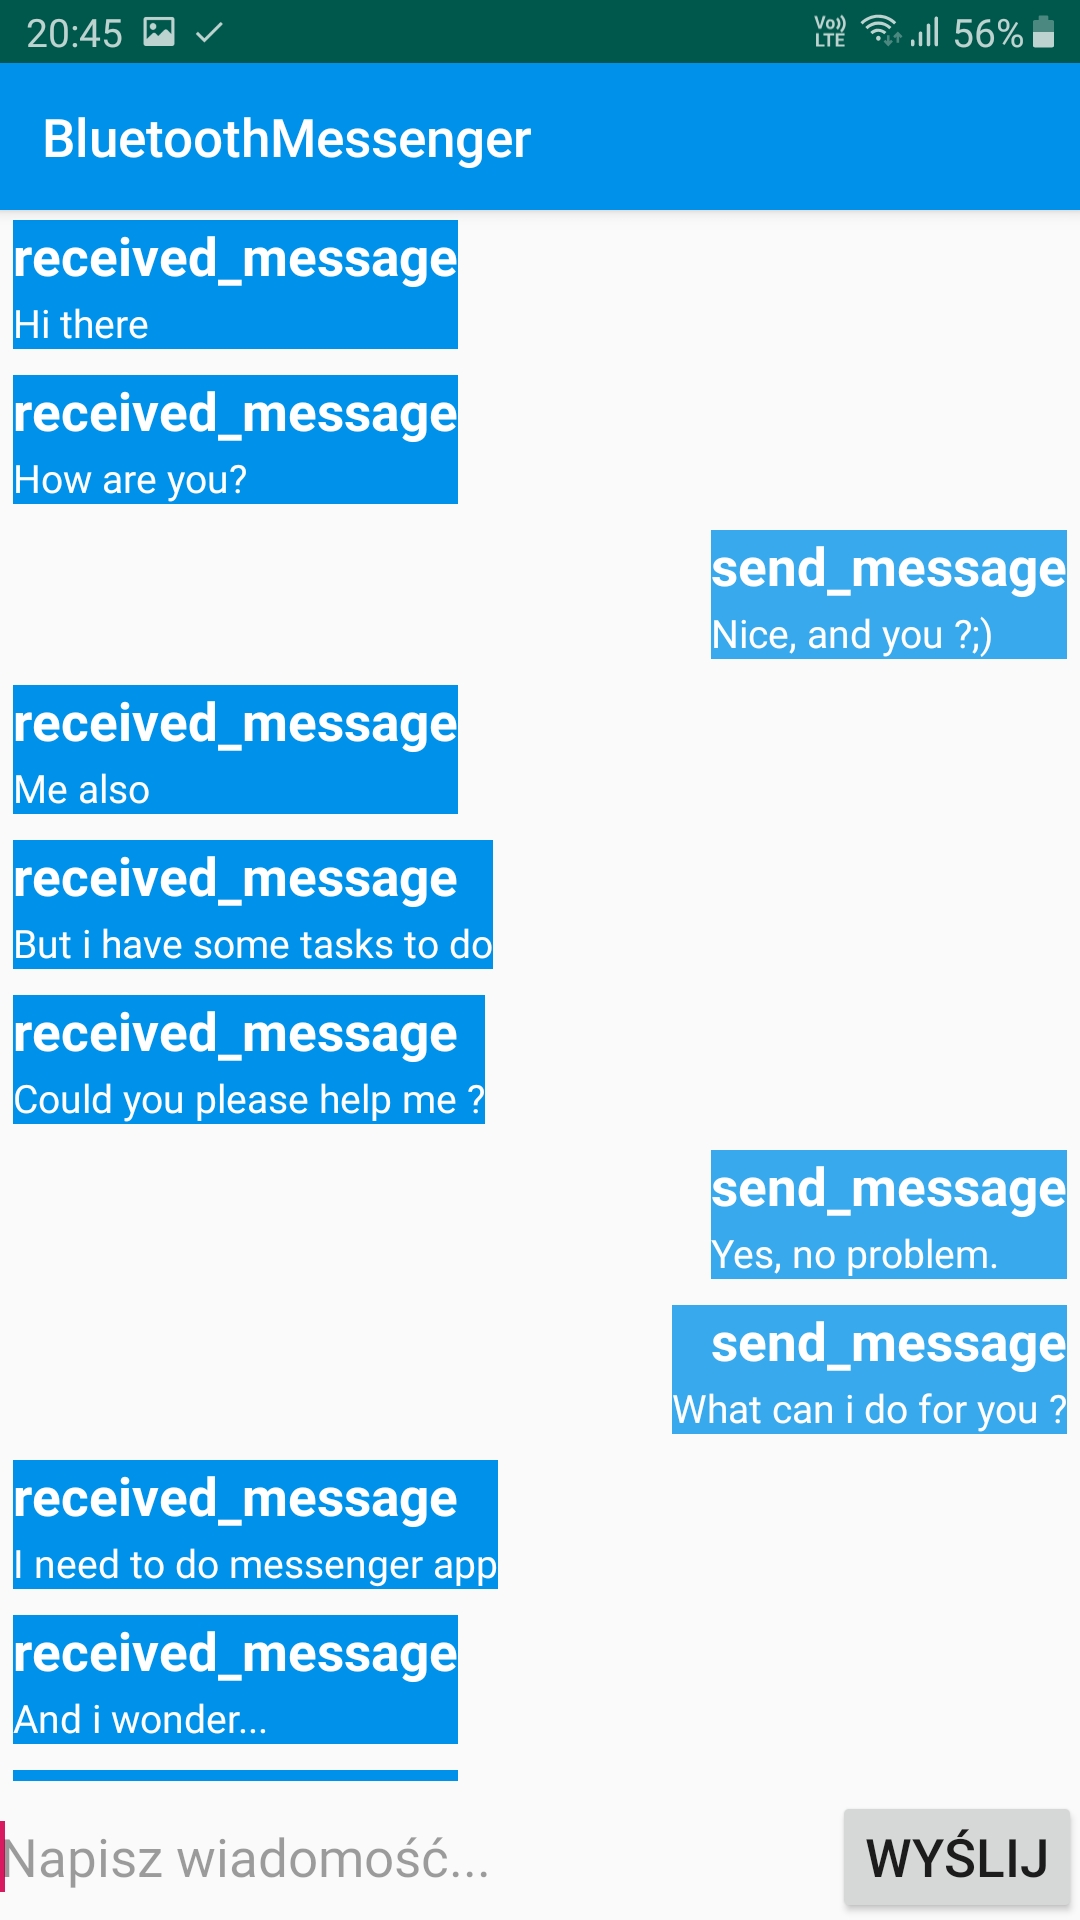 20:45 Vo)) LTE 56%
BluetoothMessenger
received_message
Hi there
received_message
How are you?
send_message
Nice, and you ?;)
received_message
Me also
received_message
But i have some tasks to do
received_message
Could you please help me ?
send_message
Yes, no problem.
send_message
What can i do for you ?
received_message
I need to do messenger app
received_message
And i wonder...
Napisz wiadomość... WYŚLIJ